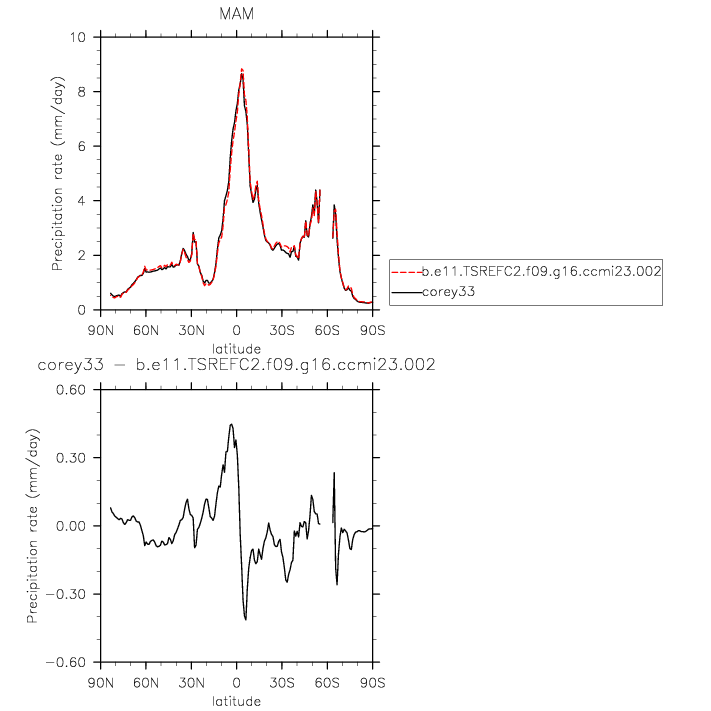 MAM
10
8
6
4
2
0
Precipitation rate (mm/day)
90N 60N 30N 0 30S 60S 90S
latitude
b.e11.TSREFC2.f09.g16.ccmi23.002
corey33
corey33 − b.e11.TSREFC2.f09.g16.ccmi23.002
0.60
0.30
0.00
−0.30
−0.60
Precipitation rate (mm/day)
90N 60N 30N 0 30S 60S 90S
latitude